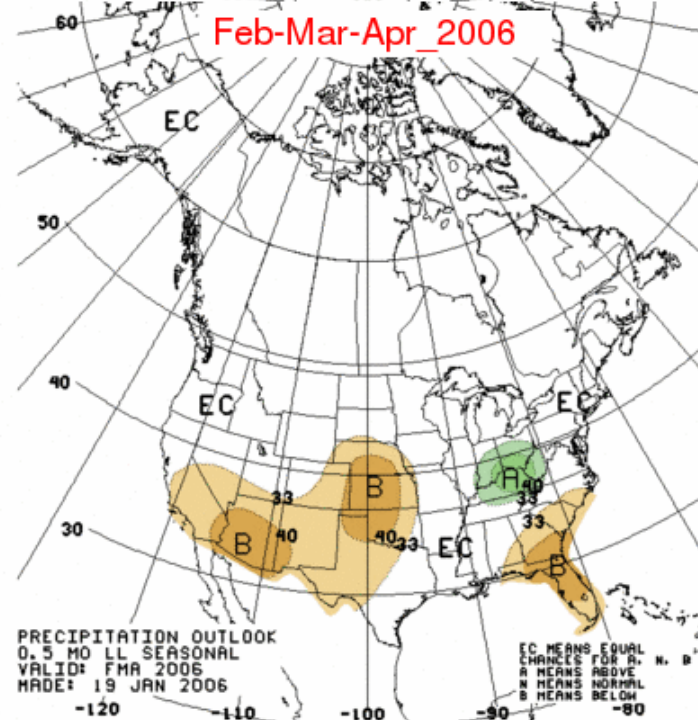 Feb-Mar-Apr_2006
60
70
EC
50
40
EC
EC
A
40
33
B
33
B
40
33
33
40
B
EC
B
30
PRECIPITATION OUTLOOK
0.5 MO LL SEASONAL
VALID: FMA 2006
MADE: 19 JAN 2006
EC MEANS EQUAL
CHANCES FOR A, N, B
A MEANS ABOVE
N MEANS NORMAL
B MEANS BELOW
-120
-110
-100
-90
-80